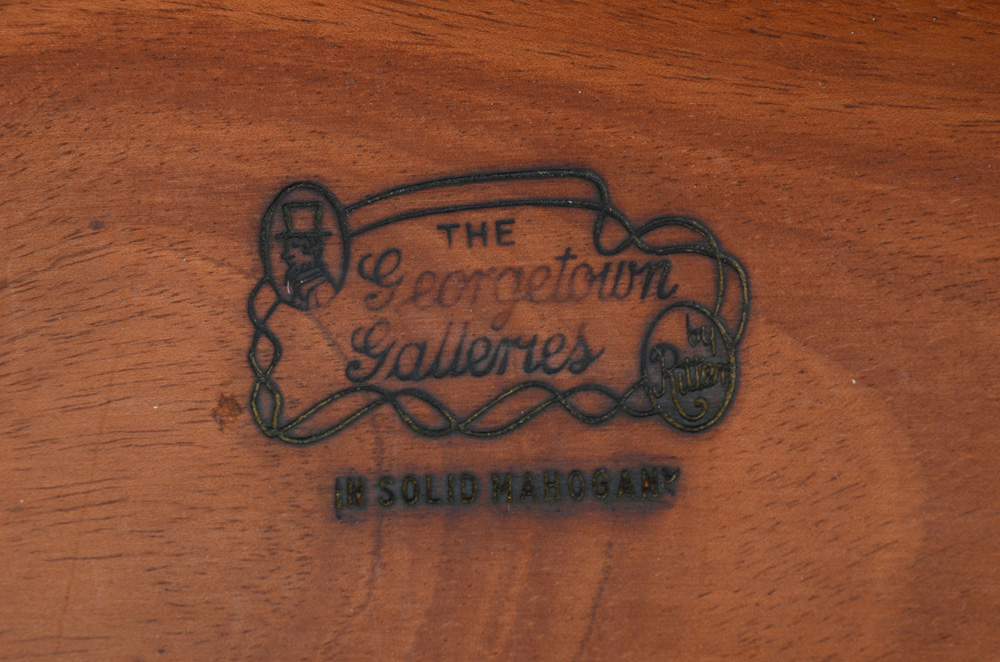 THE
Georgetown
Galleries
by
Ritter
IN SOLID MAHOGANY